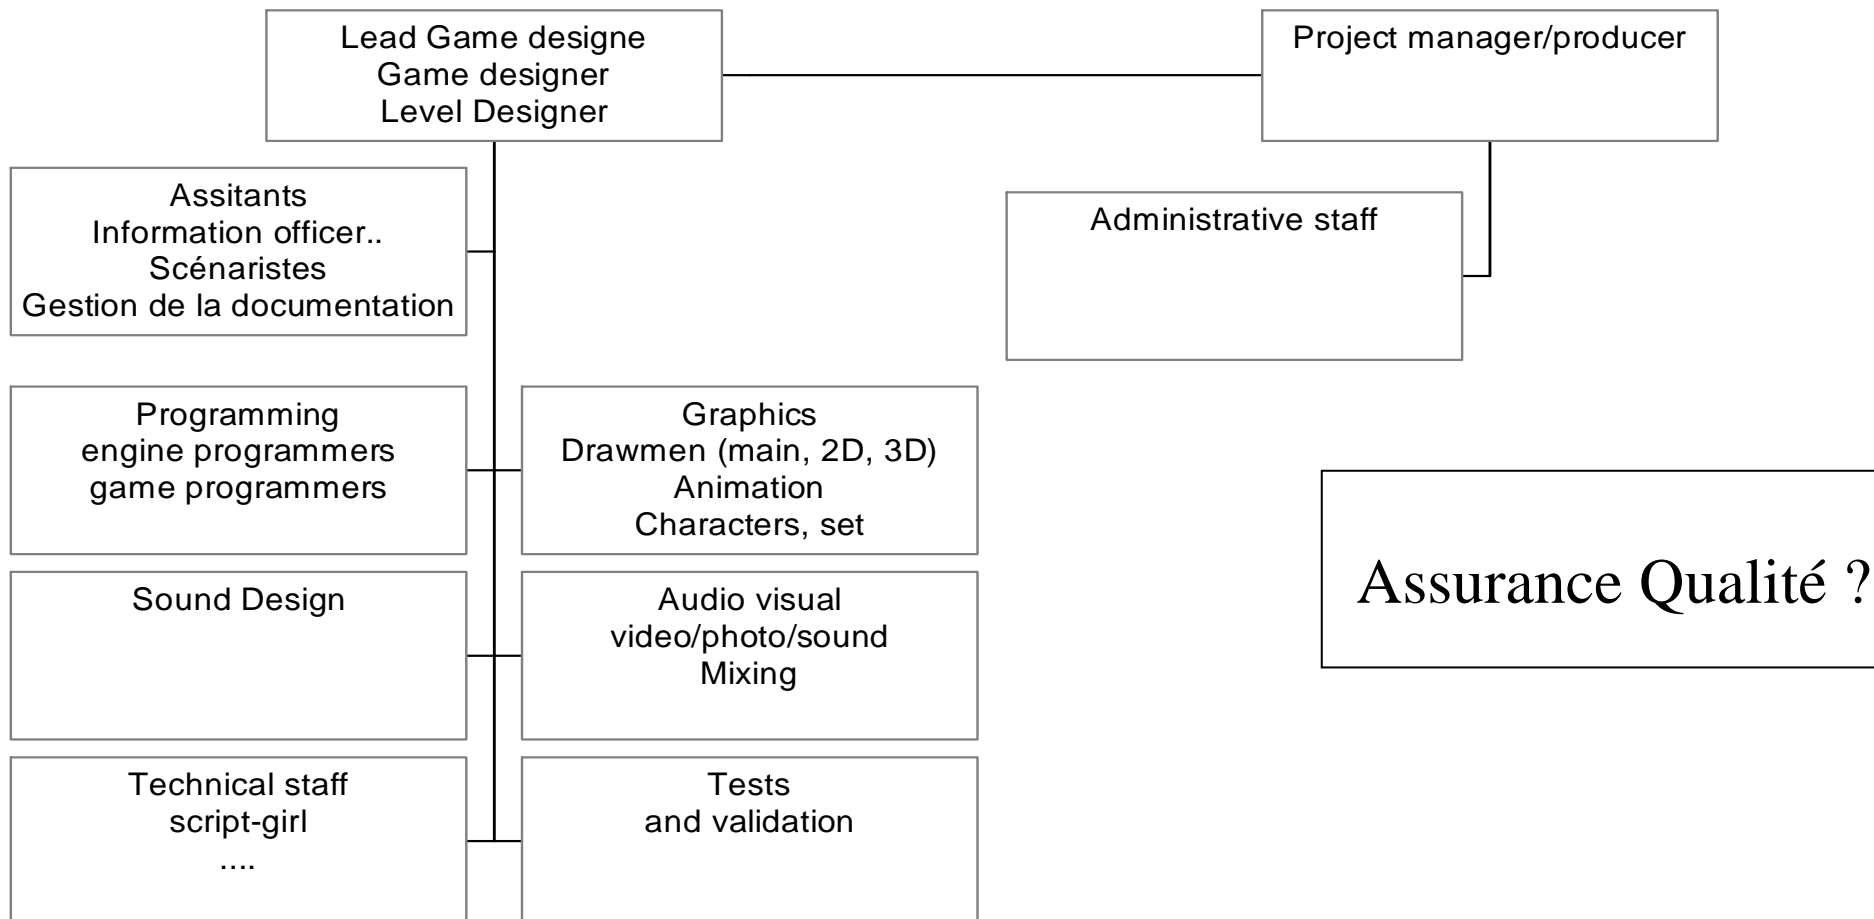 Lead Game designe
Game designer
Level Designer
Project manager/producer
Assitants
Information officer..
Scénaristes
Gestion de la documentation
Administrative staff
Programming
engine programmers
game programmers
Graphics
Drawmen (main, 2D, 3D)
Animation
Characters, set
Assurance Qualité ?
Sound Design
Audio visual
video/photo/sound
Mixing
Technical staff
script-girl
....
Tests
and validation